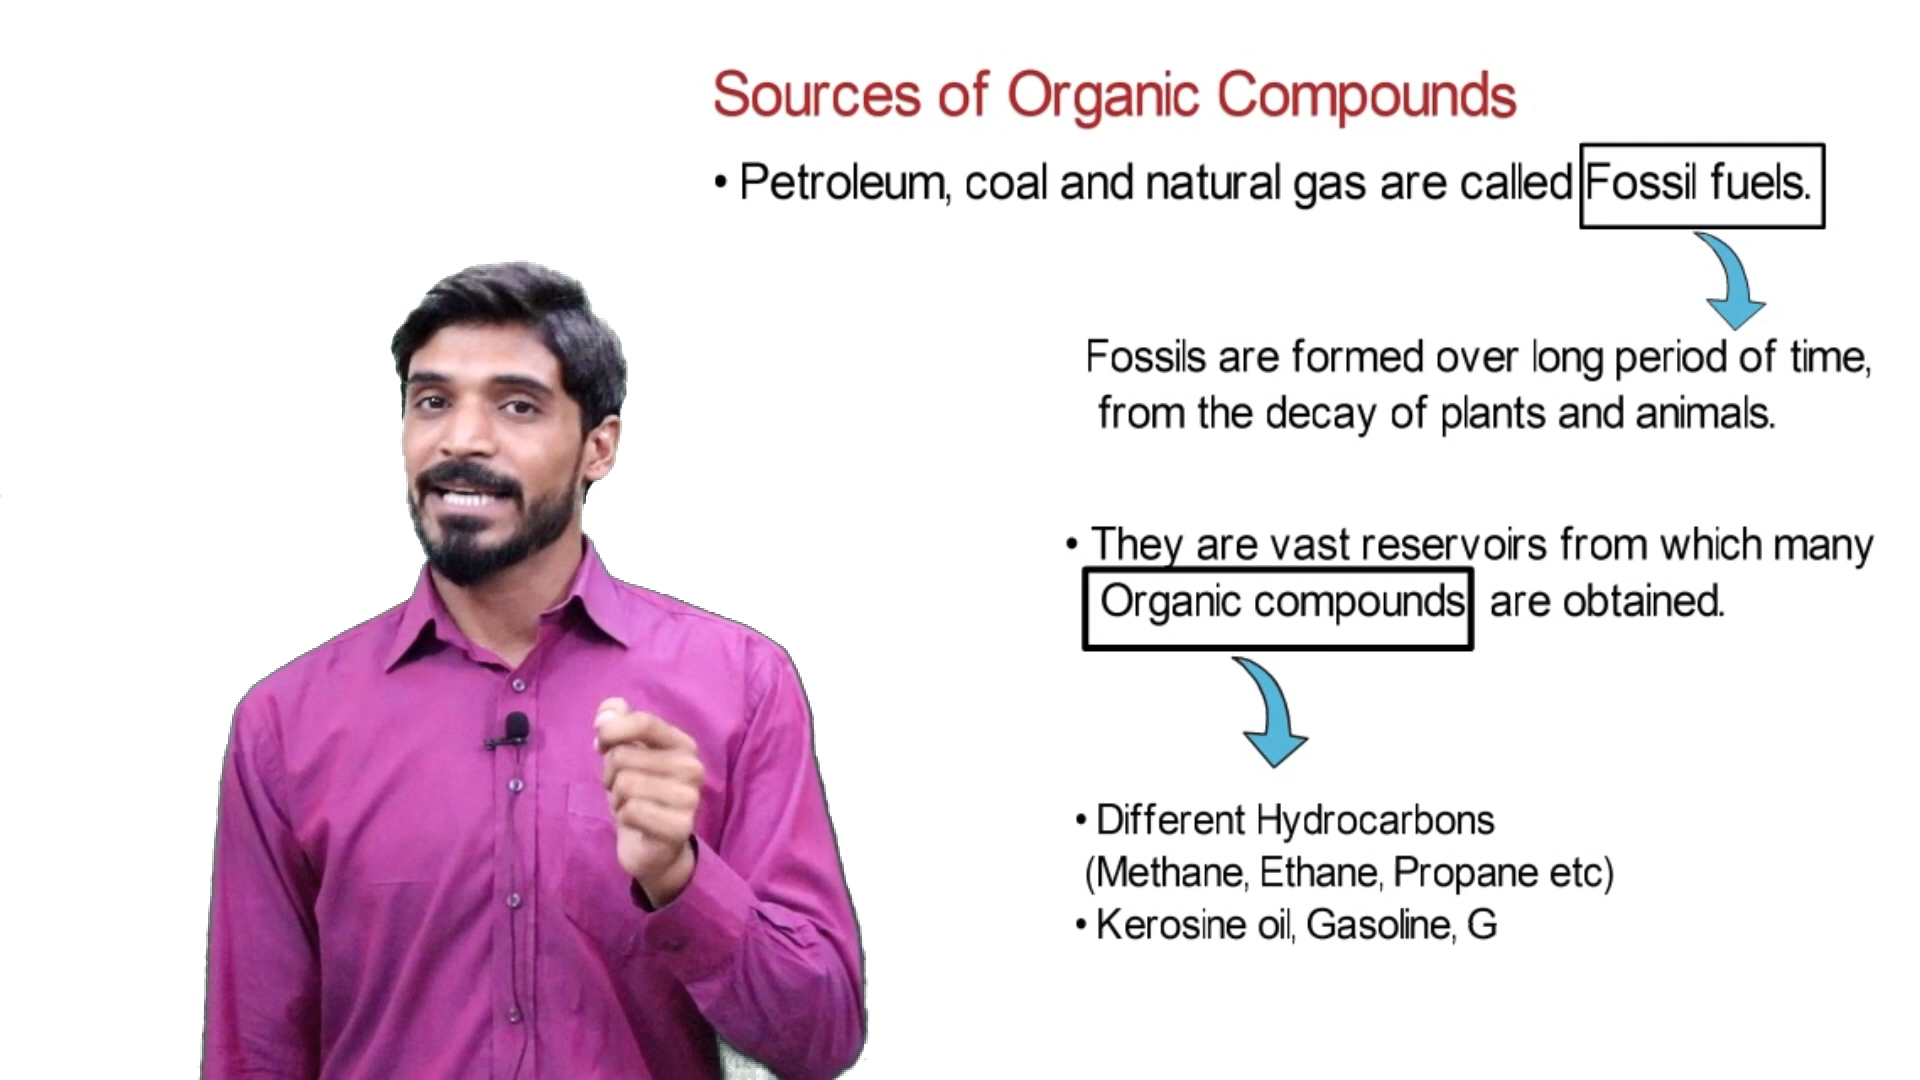 Sources of Organic Compounds
• Petroleum, coal and natural gas are called Fossil fuels.
Fossils are formed over long period of time,
from the decay of plants and animals.
• They are vast reservoirs from which many
Organic compounds are obtained.
• Different Hydrocarbons
(Methane, Ethane, Propane etc)
• Kerosine oil, Gasoline, G